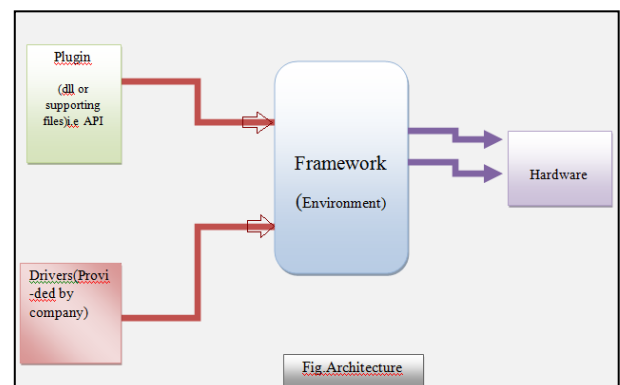 Plugin
(dll or
supporting
files)i,e API
Framework
(Environment)
Hardware
Drivers(Provi
-ded by
company)
Fig.Architecture